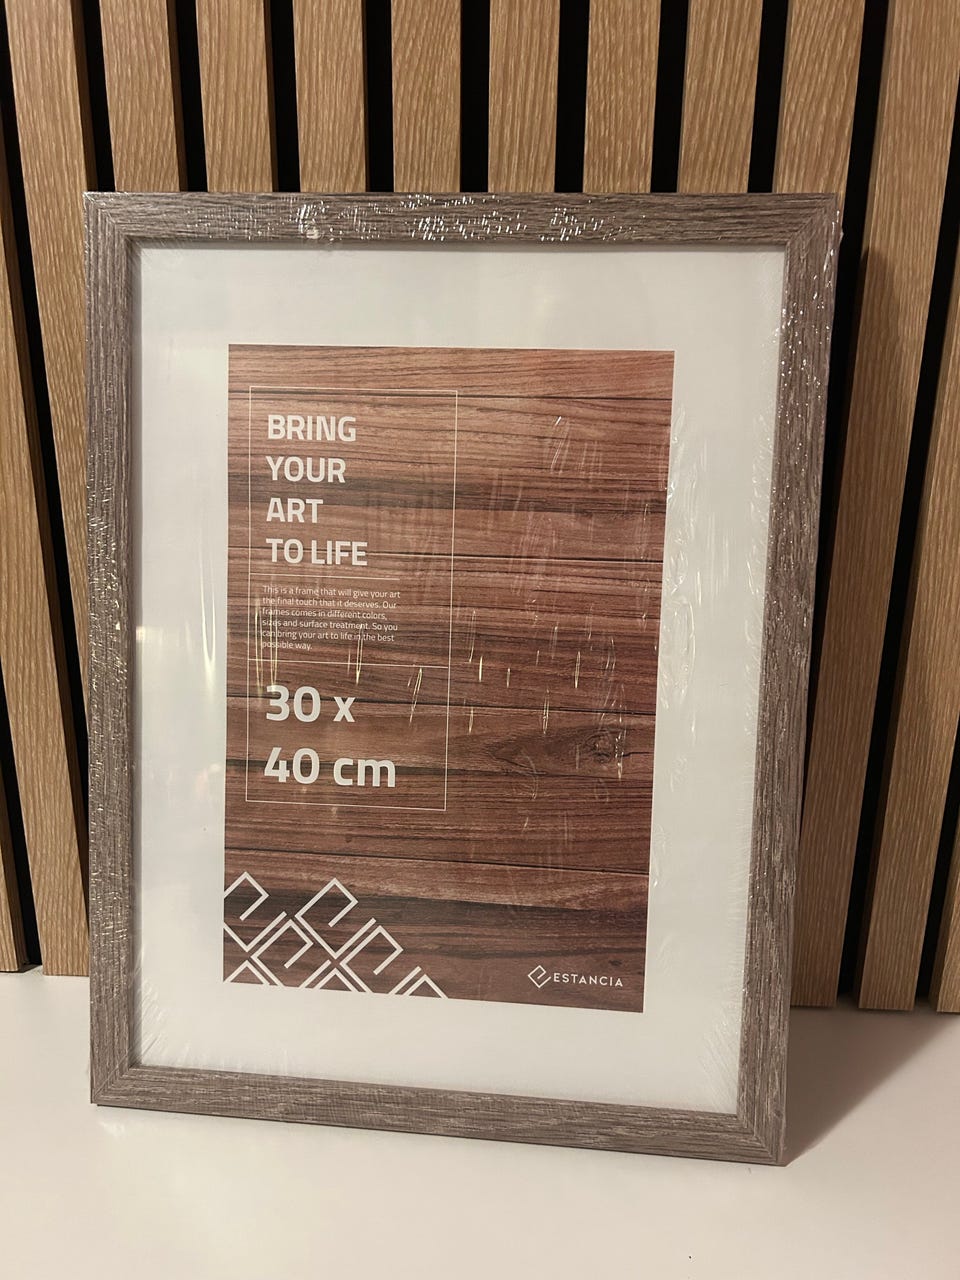 BRING
YOUR
ART
TO LIFE
This is a frame that will give your art
the final touch that it deserves. Our
frames comes in different colors,
sizes and surface treatment. So you
can bring your art to life in the best
possible way.
30 x
40 cm
ESTANCIA